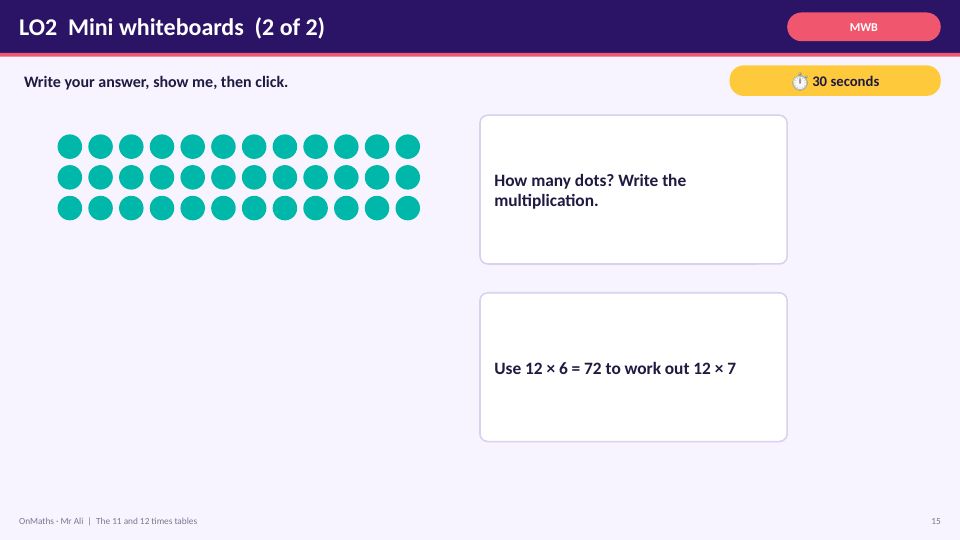 LO2 Mini whiteboards (2 of 2)
MWB
Write your answer, show me, then click.
⏱️ 30 seconds
How many dots? Write the
multiplication.
Use 12 × 6 = 72 to work out 12 × 7
OnMaths - Mr Ali | The 11 and 12 times tables
15